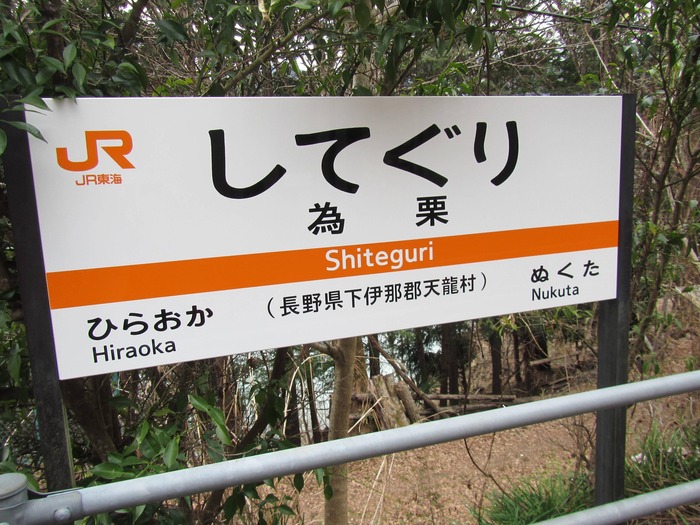 JR
JR東海
してぐり
為栗
Shiteguri
ひらおか
Hiraoka
(長野県下伊那郡天龍村)
ぬくた
Nukuta